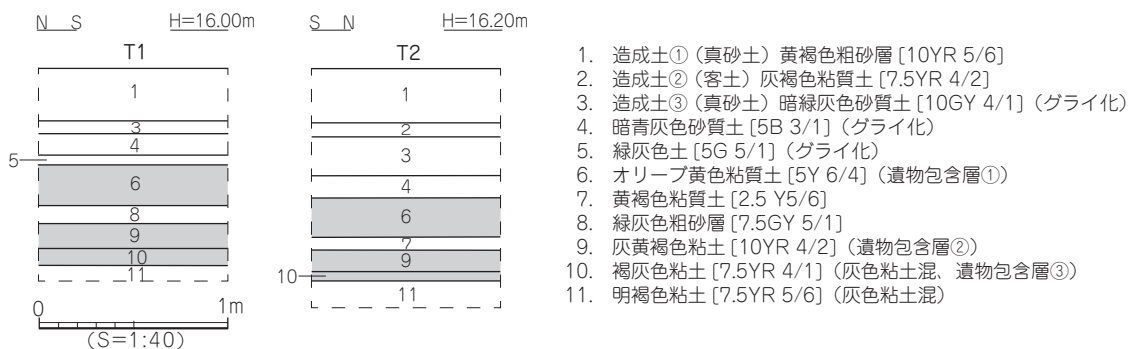 N S H=16.00m
T1
1
3
4
5
6
8
9
10
11
0 1m
(S=1:40)
S N H=16.20m
T2
1
2
3
4
6
7
9
10
11
1. 造成土①（真砂土）黄褐色粗砂層 [10YR 5/6]
2. 造成土②（客土）灰褐色粘質土 [7.5YR 4/2]
3. 造成土③（真砂土）暗緑灰色砂質土 [10GY 4/1]（グライ化）
4. 暗青灰色砂質土 [5B 3/1]（グライ化）
5. 緑灰色土 [5G 5/1]（グライ化）
6. オリーブ黄色粘質土 [5Y 6/4]（遺物包含層①）
7. 黄褐色粘質土 [2.5 Y5/6]
8. 緑灰色粗砂層 [7.5GY 5/1]
9. 灰黄褐色粘土 [10YR 4/2]（遺物包含層②）
10. 褐灰色粘土 [7.5YR 4/1]（灰色粘土混、遺物包含層③）
11. 明褐色粘土 [7.5YR 5/6]（灰色粘土混）